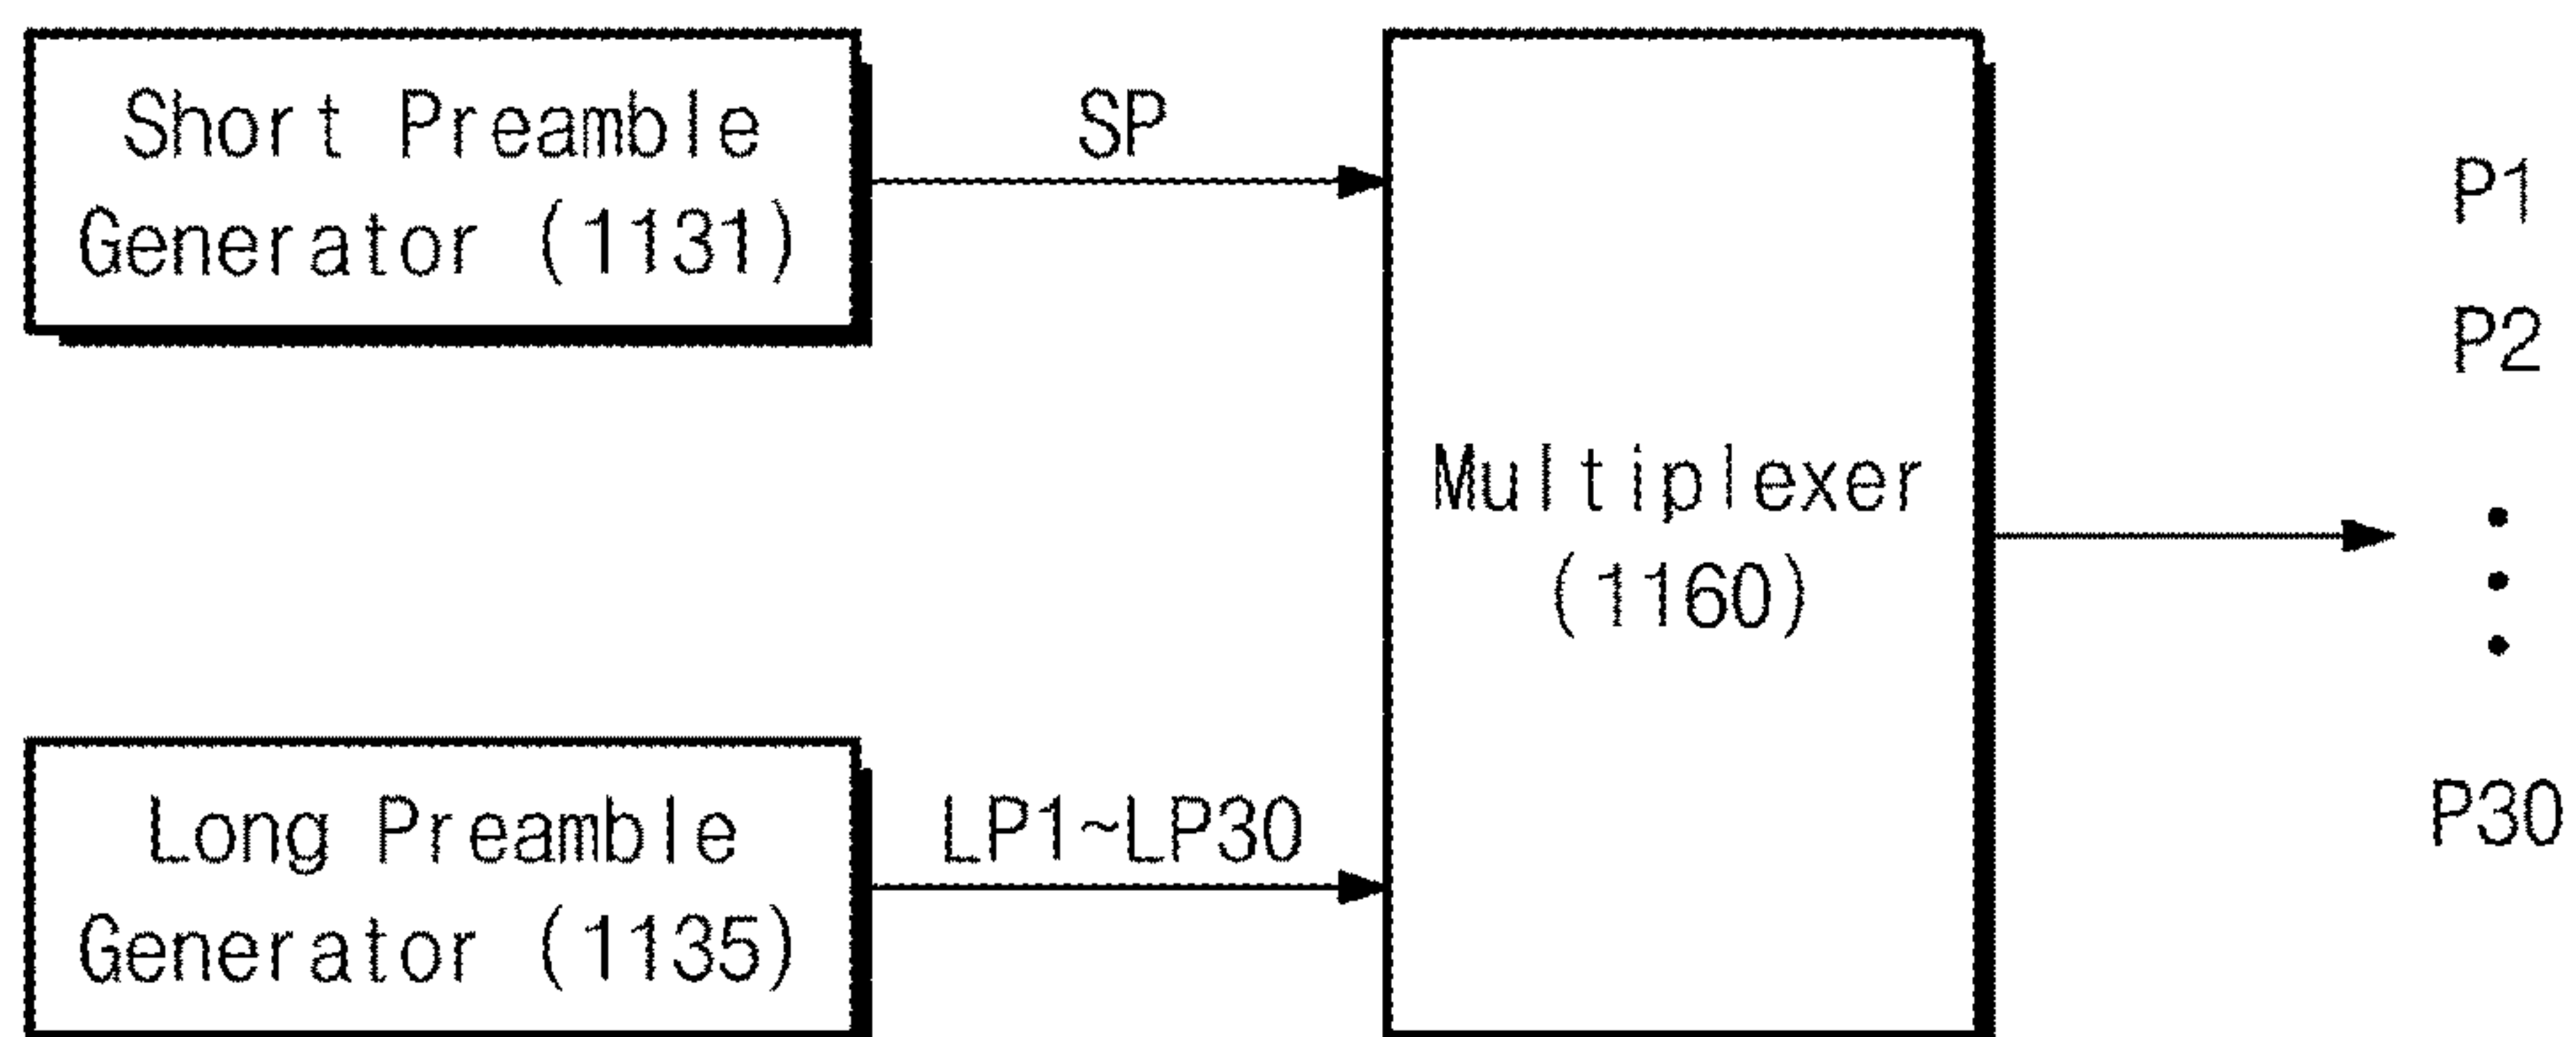 Short Preamble
Generator (1131)
SP
Multiplexer
(1160)
P1
P2
P30
Long Preamble
Generator (1135)
LP1~LP30